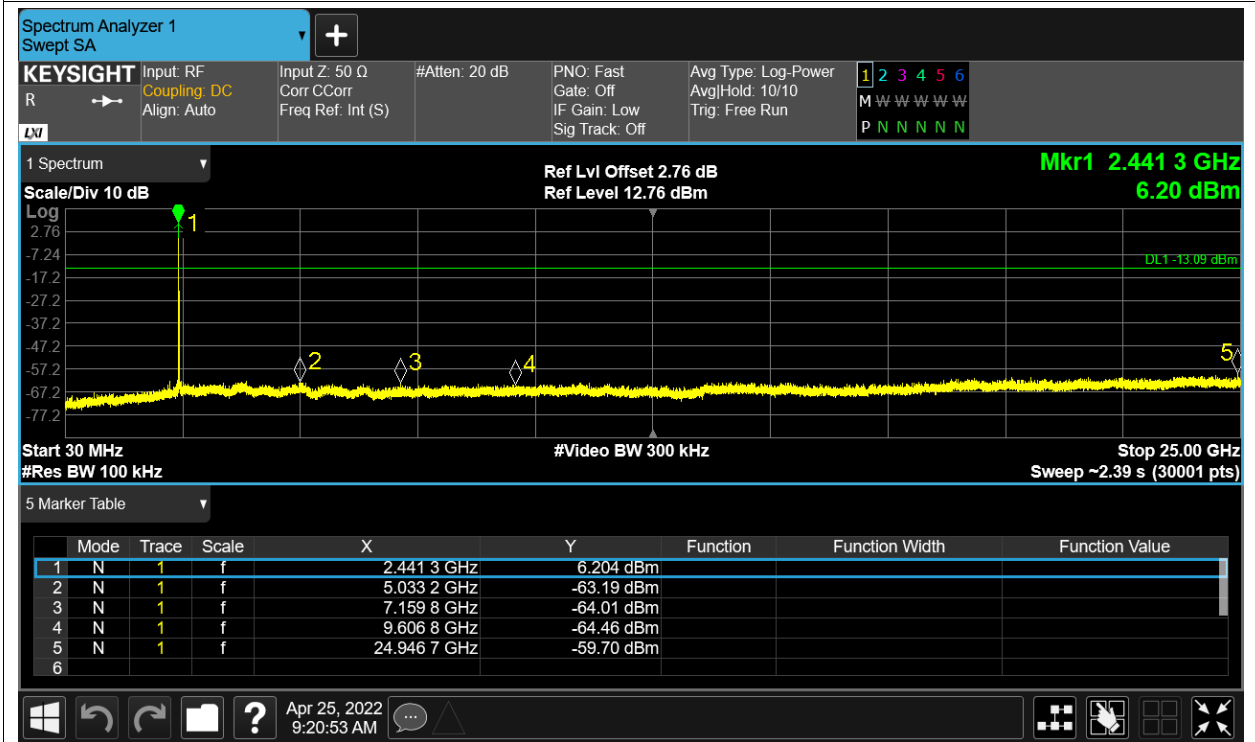 Spectrum Analyzer 1
Swept SA
+
KEYSIGHT Input: RF Input Z: 50 Ω #Atten: 20 dB PNO: Fast Avg Type: Log-Power 1 2 3 4 5 6
R Coupling: DC Corr CCorr Gate: Off Avg|Hold: 10/10 M W W W W W
Align: Auto Freq Ref: Int (S) IF Gain: Low Trig: Free Run
LXI Sig Track: Off P N N N N N
1 Spectrum Ref Lvl Offset 2.76 dB Mkr1 2.441 3 GHz
Scale/Div 10 dB Ref Level 12.76 dBm 6.20 dBm
Log
1
2.76
-7.24
DL1 -13.09 dBm
-17.2
-27.2
-37.2
-47.2
2 3 4 5
-57.2
-67.2
-77.2
Start 30 MHz #Video BW 300 kHz Stop 25.00 GHz
#Res BW 100 kHz Sweep ~2.39 s (30001 pts)
5 Marker Table
Mode Trace Scale X Y Function Function Width Function Value
1 N 1 f 2.441 3 GHz 6.204 dBm
2 N 1 f 5.033 2 GHz -63.19 dBm
3 N 1 f 7.159 8 GHz -64.01 dBm
4 N 1 f 9.606 8 GHz -64.46 dBm
5 N 1 f 24.946 7 GHz -59.70 dBm
6
? Apr 25, 2022
9:20:53 AM